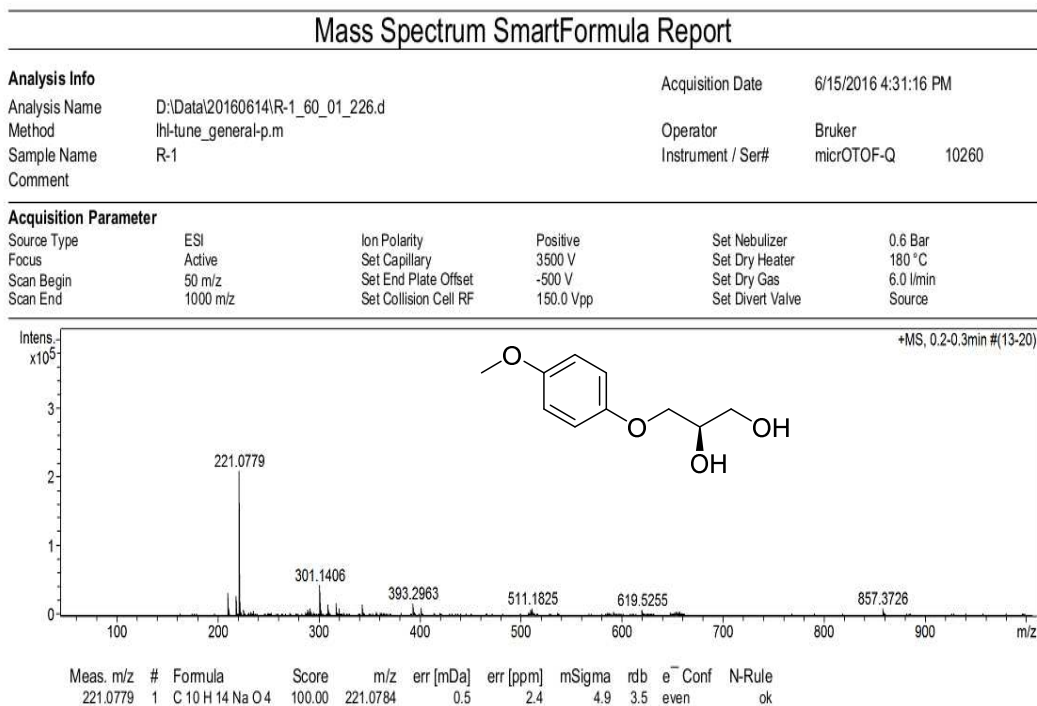 Mass Spectrum SmartFormula Report
Analysis Info
Acquisition Date 6/15/2016 4:31:16 PM
Analysis Name D:\Data\20160614\R-1_60_01_226.d
Method lhl-tune_general-p.m Operator Bruker
Sample Name R-1 Instrument / Ser# micrOTOF-Q 10260
Comment
Acquisition Parameter
Source Type ESI Ion Polarity Positive Set Nebulizer 0.6 Bar
Focus Active Set Capillary 3500 V Set Dry Heater 180 °C
Scan Begin 50 m/z Set End Plate Offset -500 V Set Dry Gas 6.0 l/min
Scan End 1000 m/z Set Collision Cell RF 150.0 Vpp Set Divert Valve Source
Intens. +MS, 0.2-0.3min #(13-20)
x10⁵
O
3
O OH
OH
221.0779
2
1
301.1406
393.2963 511.1825 619.5255 857.3726
0
100 200 300 400 500 600 700 800 900 m/z
Meas. m/z # Formula Score m/z err [mDa] err [ppm] mSigma rdb e¯ Conf N-Rule
221.0779 1 C 10 H 14 Na O 4 100.00 221.0784 0.5 2.4 4.9 3.5 even ok